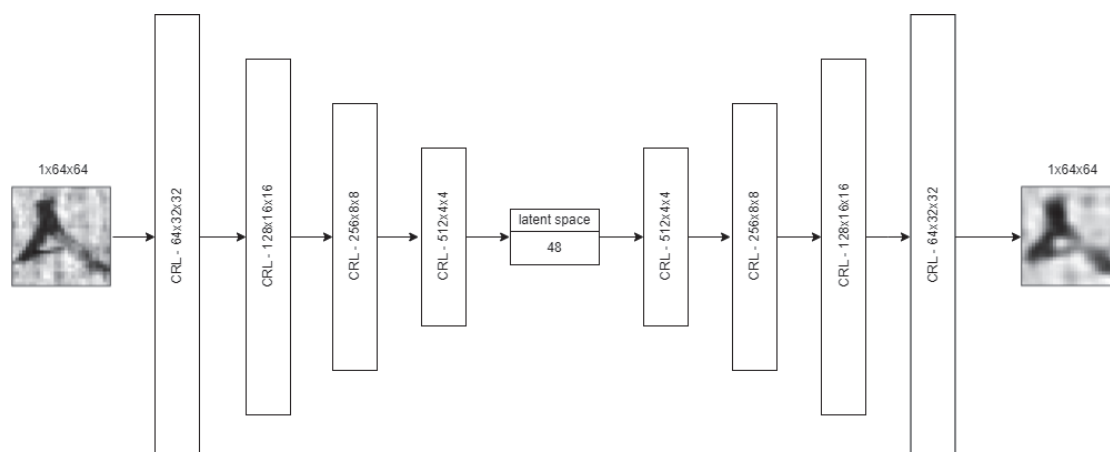 1x64x64
CRL - 64x32x32
CRL - 128x16x16
CRL - 256x8x8
CRL - 512x4x4
latent space
48
CRL - 512x4x4
CRL - 256x8x8
CRL - 128x16x16
CRL - 64x32x32
1x64x64